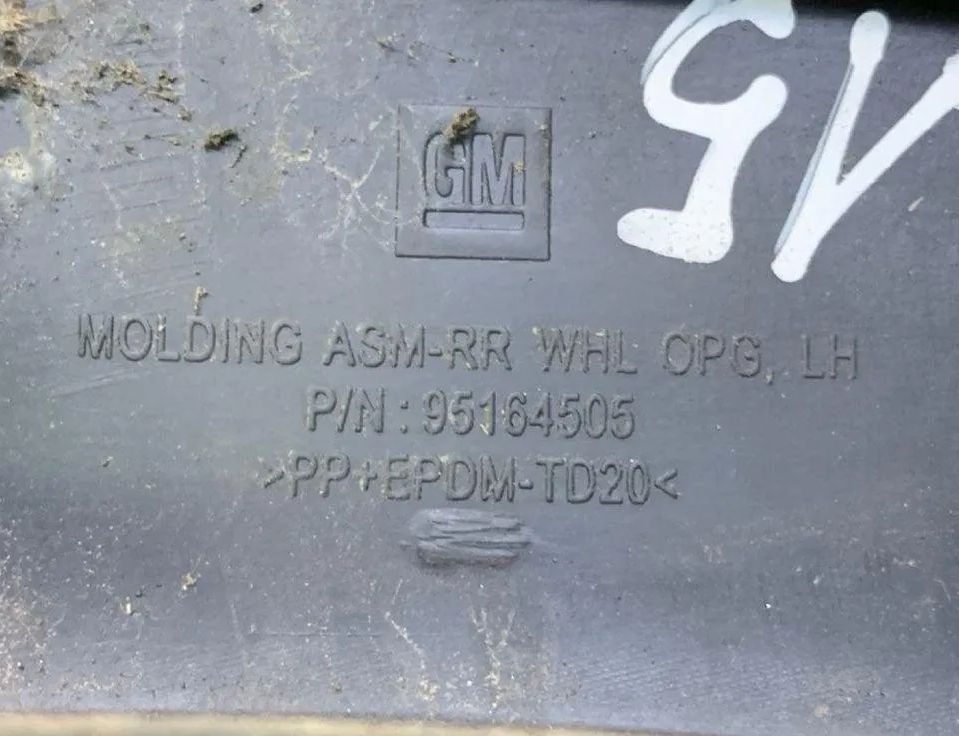 GM
MOLDING ASM-RR WHL OPG, LH
P/N : 95164505
>PP+EPDM-TD20<